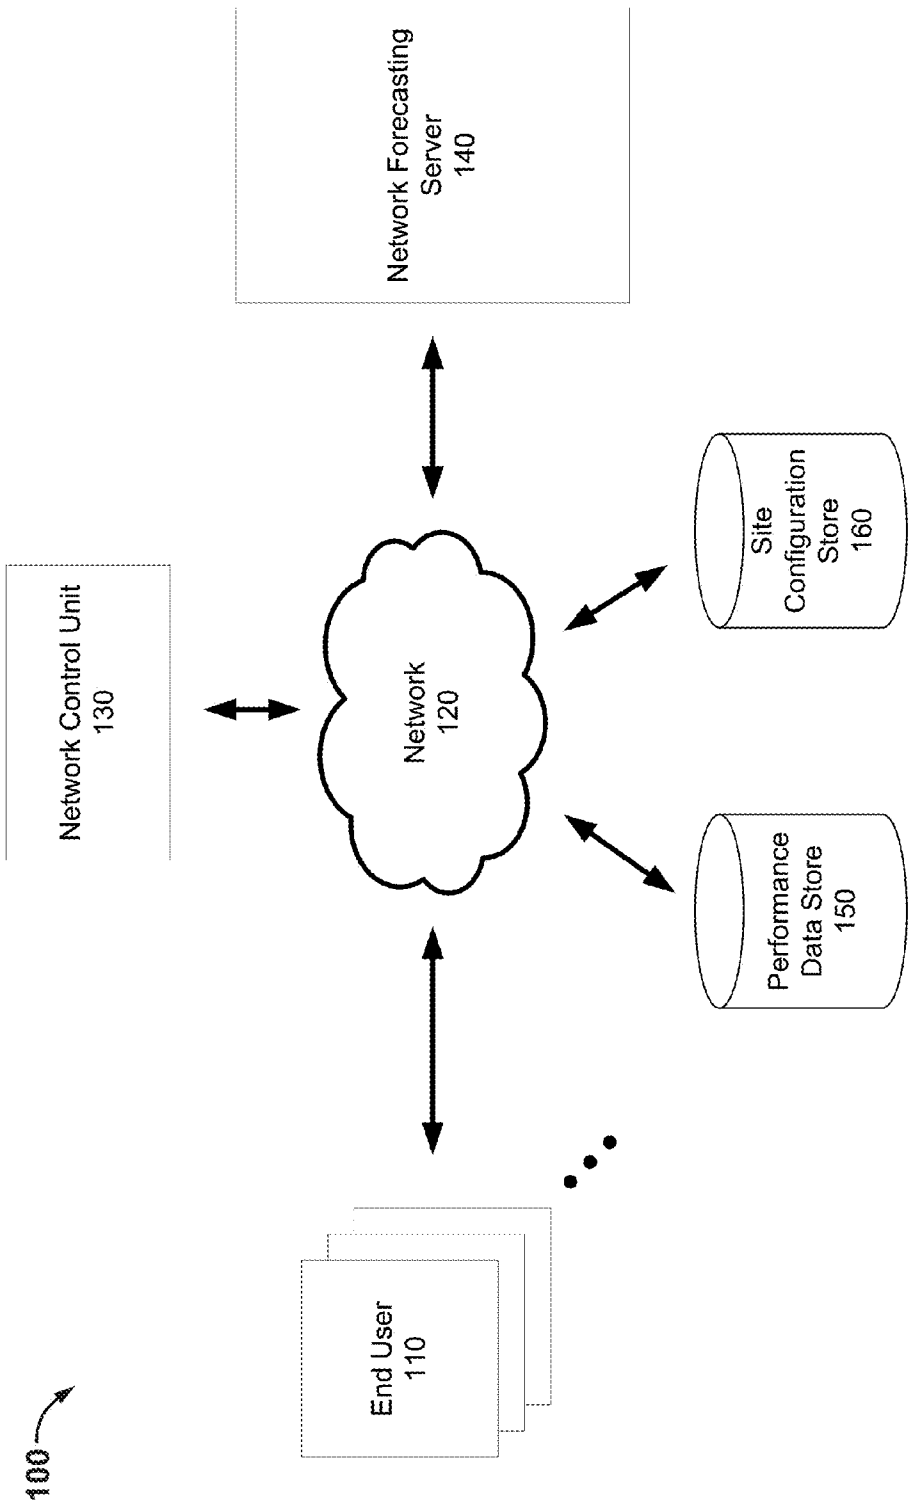 100
Network Control Unit
130
End User
110
Network
120
Network Forecasting
Server
140
Performance
Data Store
150
Site
Configuration
Store
160